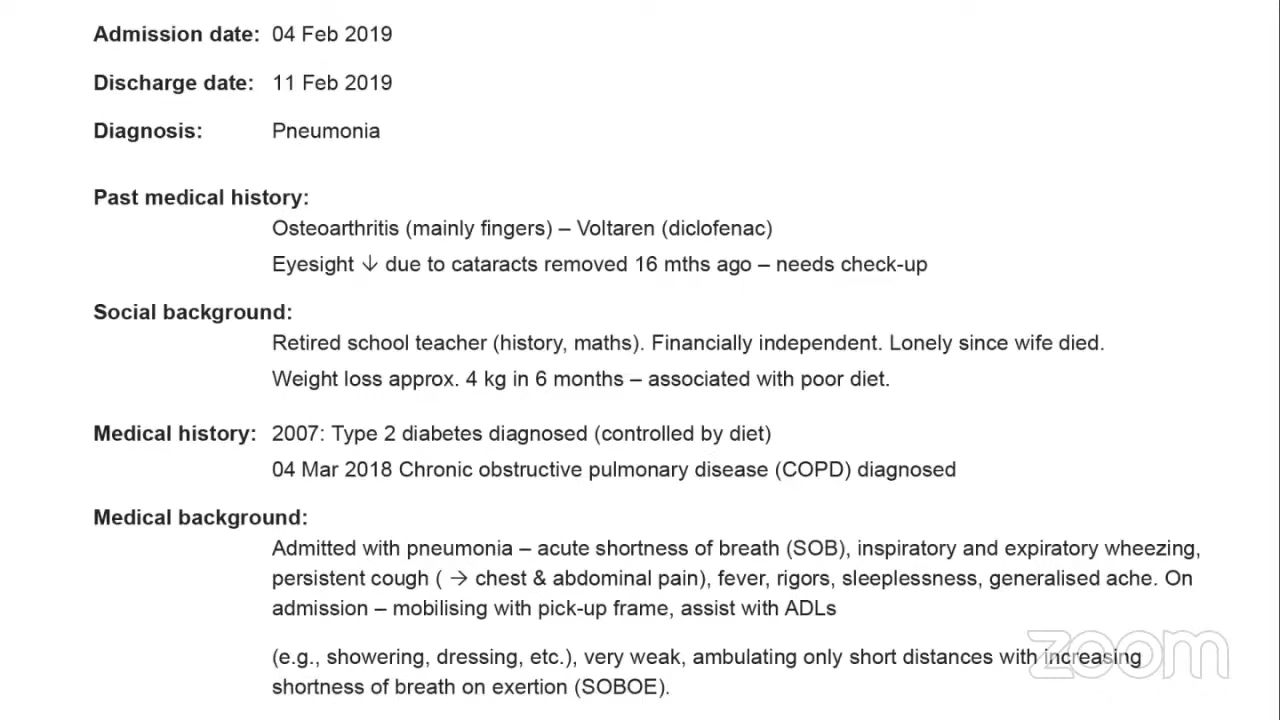 Admission date: 04 Feb 2019
Discharge date: 11 Feb 2019
Diagnosis: Pneumonia
Past medical history:
Osteoarthritis (mainly fingers) – Voltaren (diclofenac)
Eyesight ↓ due to cataracts removed 16 mths ago – needs check-up
Social background:
Retired school teacher (history, maths). Financially independent. Lonely since wife died.
Weight loss approx. 4 kg in 6 months – associated with poor diet.
Medical history: 2007: Type 2 diabetes diagnosed (controlled by diet)
04 Mar 2018 Chronic obstructive pulmonary disease (COPD) diagnosed
Medical background:
Admitted with pneumonia – acute shortness of breath (SOB), inspiratory and expiratory wheezing,
persistent cough ( → chest & abdominal pain), fever, rigors, sleeplessness, generalised ache. On
admission – mobilising with pick-up frame, assist with ADLs
(e.g., showering, dressing, etc.), very weak, ambulating only short distances with increasing
shortness of breath on exertion (SOBOE).
zoom